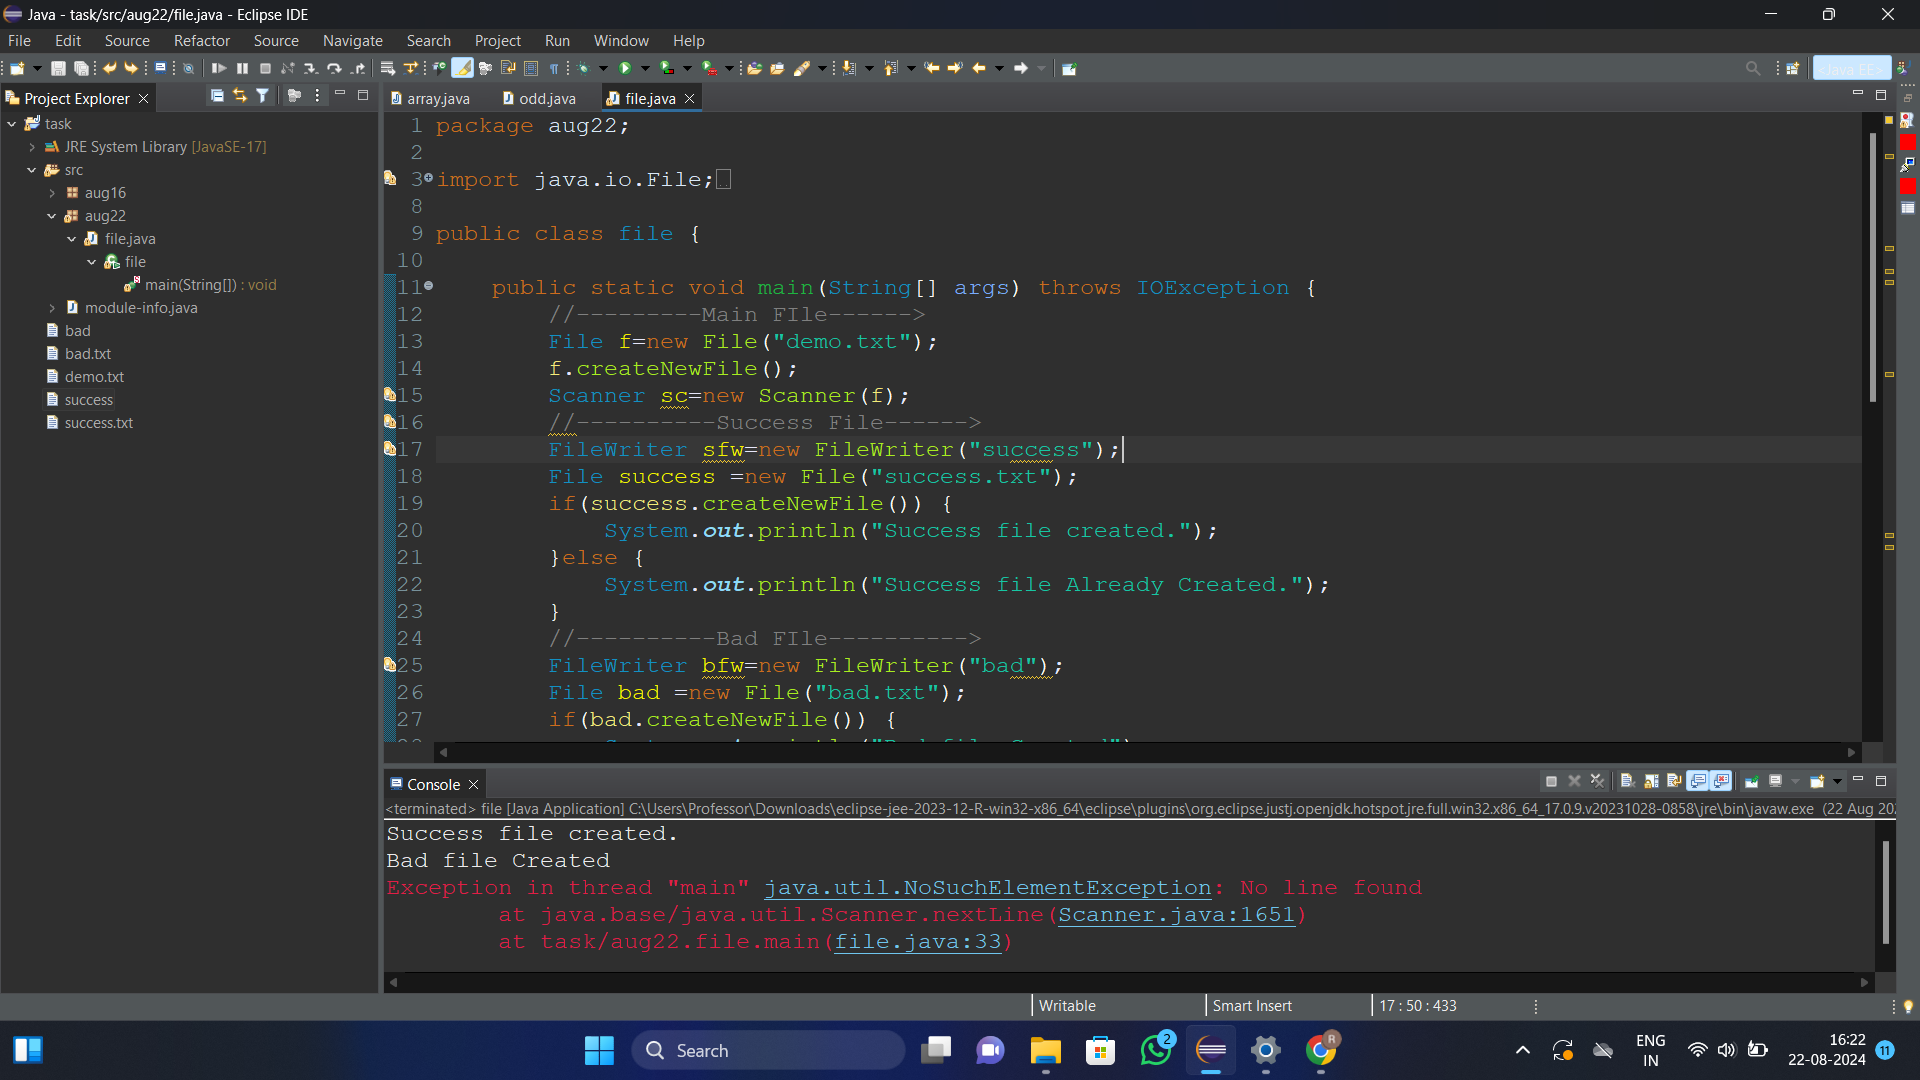 Java - task/src/aug22/file.java - Eclipse IDE
File Edit Source Refactor Source Navigate Search Project Run Window Help
Project Explorer
array.java odd.java file.java
task
JRE System Library [JavaSE-17]
src
aug16
aug22
file.java
file
main(String[]) : void
module-info.java
bad
bad.txt
demo.txt
success
success.txt
1 package aug22;
2
3 import java.io.File;
8
9 public class file {
10
11 public static void main(String[] args) throws IOException {
12 //---------Main FIle------>
13 File f=new File("demo.txt");
14 f.createNewFile();
15 Scanner sc=new Scanner(f);
16 //----------Success File------>
17 FileWriter sfw=new FileWriter("success");
18 File success =new File("success.txt");
19 if(success.createNewFile()) {
20 System.out.println("Success file created.");
21 }else {
22 System.out.println("Success file Already Created.");
23 }
24 //----------Bad FIle---------->
25 FileWriter bfw=new FileWriter("bad");
26 File bad =new File("bad.txt");
27 if(bad.createNewFile()) {
Console
<terminated> file [Java Application] C:\Users\Professor\Downloads\eclipse-jee-2023-12-R-win32-x86_64\eclipse\plugins\org.eclipse.justj.openjdk.hotspot.jre.full.win32.x86_64_17.0.9.v20231028-0858\jre\bin\javaw.exe (22 Aug 202
Success file created.
Bad file Created
Exception in thread "main" java.util.NoSuchElementException: No line found
at java.base/java.util.Scanner.nextLine(Scanner.java:1651)
at task/aug22.file.main(file.java:33)
Writable Smart Insert 17 : 50 : 433
Search
2
R
ENG
IN
16:22
22-08-2024
11